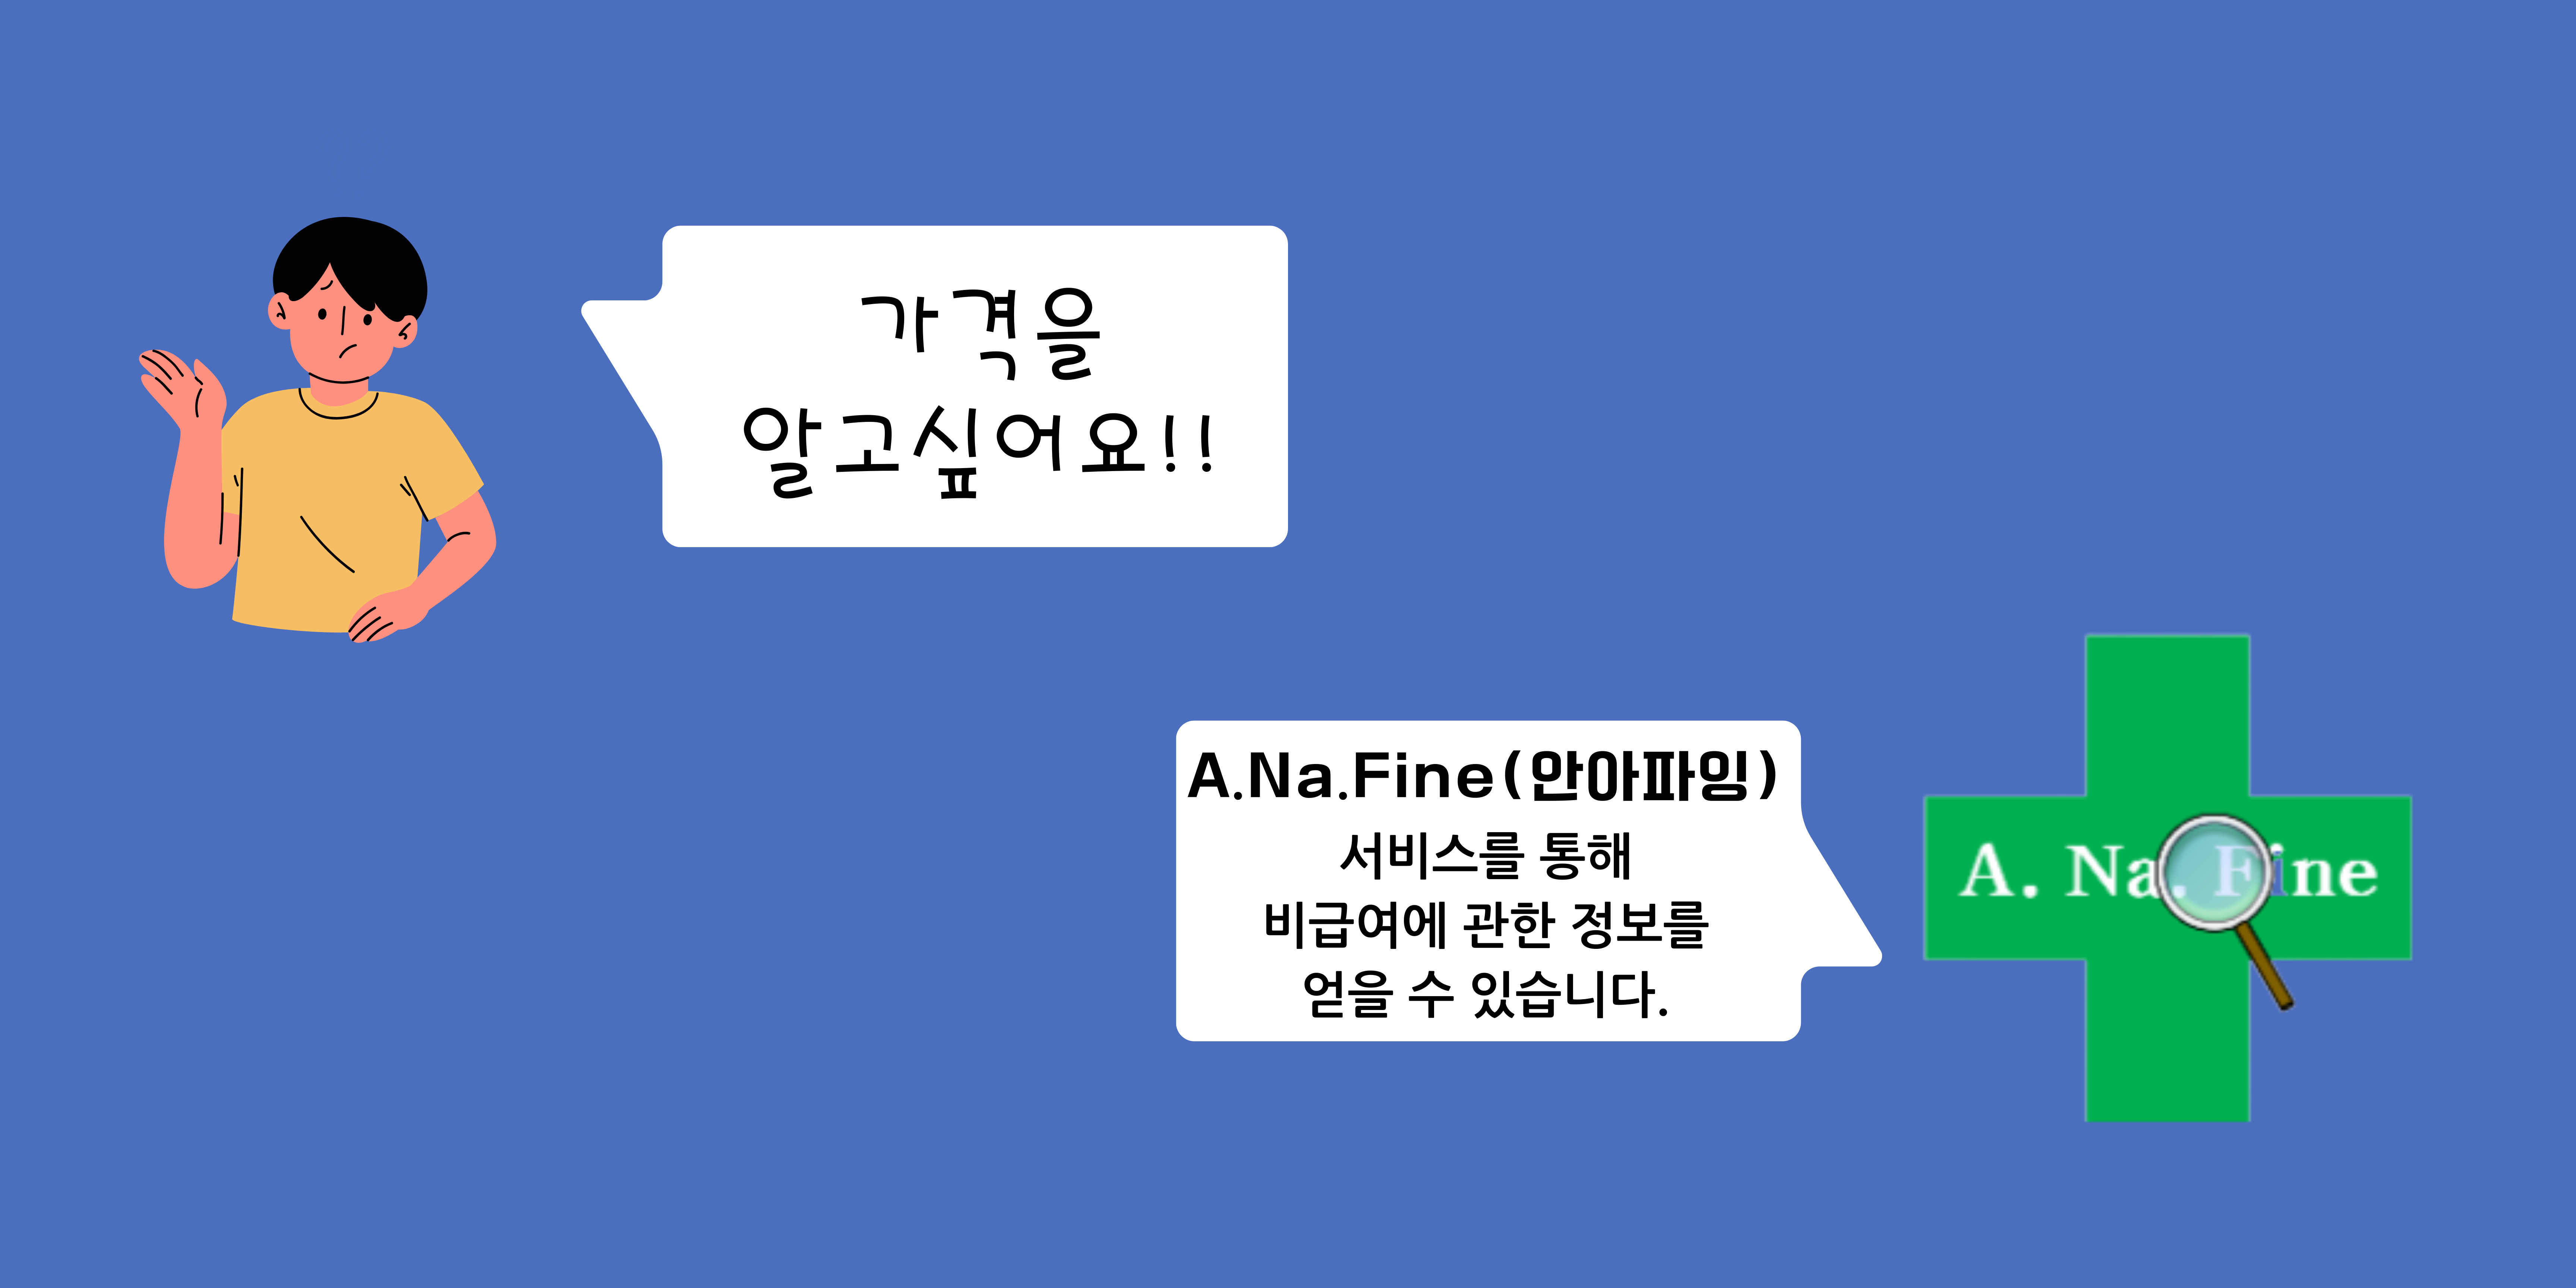 가격을
알고싶어요!!
A.Na.Fine(안아파잉)
서비스를 통해
비급여에 관한 정보를
얻을 수 있습니다.
A. Na. Fine